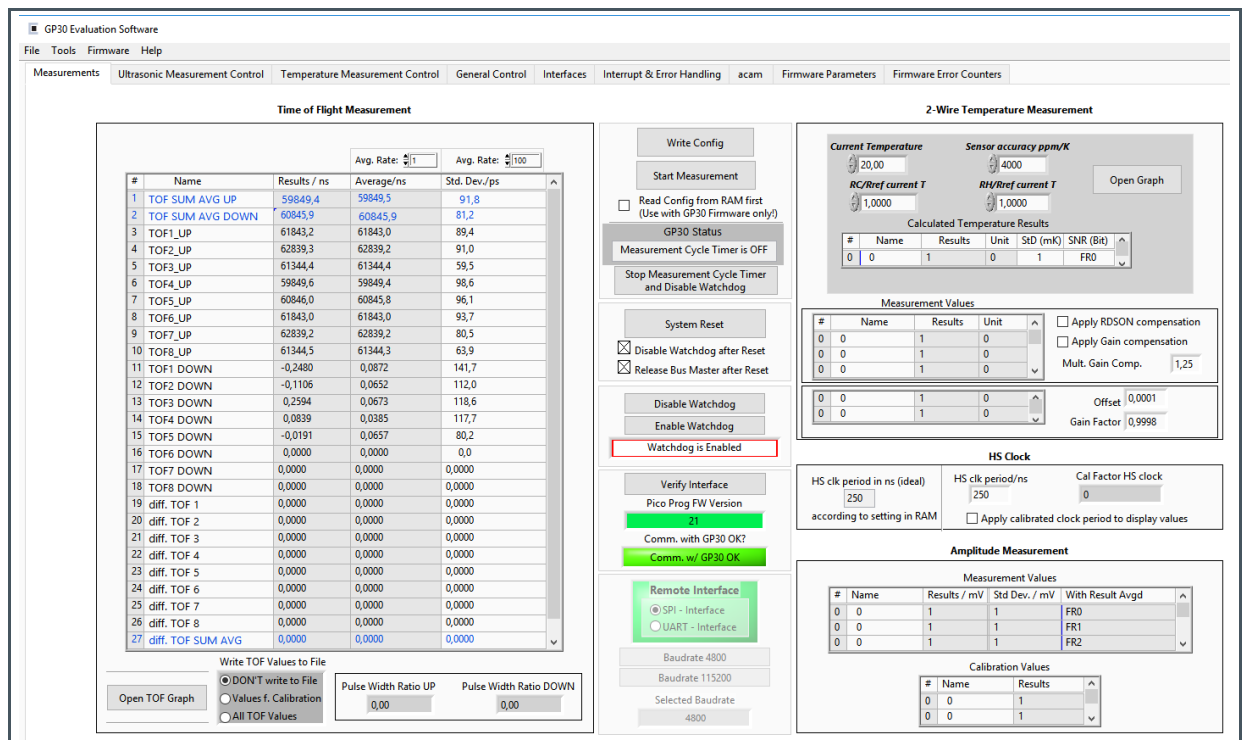 GP30 Evaluation Software
File Tools Firmware Help
Measurements Ultrasonic Measurement Control Temperature Measurement Control General Control Interfaces Interrupt & Error Handling acam Firmware Parameters Firmware Error Counters
Time of Flight Measurement
Avg. Rate: 1 Avg. Rate: 100
# Name Results / ns Average/ns Std. Dev./ps
1 TOF SUM AVG UP 59849,4 59849,5 91,8
2 TOF SUM AVG DOWN 60845,9 60845,9 81,2
3 TOF1_UP 61843,2 61843,0 89,4
4 TOF2_UP 62839,3 62839,2 91,0
5 TOF3_UP 61344,4 61344,4 59,5
6 TOF4_UP 59849,6 59849,4 98,6
7 TOF5_UP 60846,0 60845,8 96,1
8 TOF6_UP 61843,0 61843,0 93,7
9 TOF7_UP 62839,2 62839,2 80,5
10 TOF8_UP 61344,5 61344,3 63,9
11 TOF1 DOWN -0,2480 0,0872 141,7
12 TOF2 DOWN -0,1106 0,0652 112,0
13 TOF3 DOWN 0,2594 0,0673 118,6
14 TOF4 DOWN 0,0839 0,0385 117,7
15 TOF5 DOWN -0,0191 0,0657 80,2
16 TOF6 DOWN 0,0000 0,0000 0,0
17 TOF7 DOWN 0,0000 0,0000 0,0000
18 TOF8 DOWN 0,0000 0,0000 0,0000
19 diff. TOF 1 0,0000 0,0000 0,0000
20 diff. TOF 2 0,0000 0,0000 0,0000
21 diff. TOF 3 0,0000 0,0000 0,0000
22 diff. TOF 4 0,0000 0,0000 0,0000
23 diff. TOF 5 0,0000 0,0000 0,0000
24 diff. TOF 6 0,0000 0,0000 0,0000
25 diff. TOF 7 0,0000 0,0000 0,0000
26 diff. TOF 8 0,0000 0,0000 0,0000
27 diff. TOF SUM AVG 0,0000 0,0000 0,0000
Write TOF Values to File
Open TOF Graph
DON'T write to File
Values f. Calibration
All TOF Values
Pulse Width Ratio UP Pulse Width Ratio DOWN
0,00 0,00
Write Config
Start Measurement
Read Config from RAM first
(Use with GP30 Firmware only!)
GP30 Status
Measurement Cycle Timer is OFF
Stop Measurement Cycle Timer
and Disable Watchdog
System Reset
Disable Watchdog after Reset
Release Bus Master after Reset
Disable Watchdog
Enable Watchdog
Watchdog is Enabled
Verify Interface
Pico Prog FW Version
21
Comm. with GP30 OK?
Comm. w/ GP30 OK
Remote Interface
SPI - Interface
UART - Interface
Baudrate 4800
Baudrate 115200
Selected Baudrate
4800
2-Wire Temperature Measurement
Current Temperature Sensor accuracy ppm/K
20,00 4000
RC/Rref current T RH/Rref current T
1,0000 1,0000
Open Graph
Calculated Temperature Results
# Name Results Unit StD (mK) SNR (Bit)
0 0 1 0 1 FR0
Measurement Values
# Name Results Unit
0 0 1 0
0 0 1 0
0 0 1 0
Apply RDSON compensation
Apply Gain compensation
Mult. Gain Comp. 1,25
0 0 1 0
0 0 1 0
Offset 0,0001
Gain Factor 0,9998
HS Clock
HS clk period in ns (ideal) HS clk period/ns Cal Factor HS clock
250 250 0
according to setting in RAM Apply calibrated clock period to display values
Amplitude Measurement
Measurement Values
# Name Results / mV Std Dev. / mV With Result Avgd
0 0 1 1 FR0
0 0 1 1 FR1
0 0 1 1 FR2
Calibration Values
# Name Results
0 0 1
0 0 1